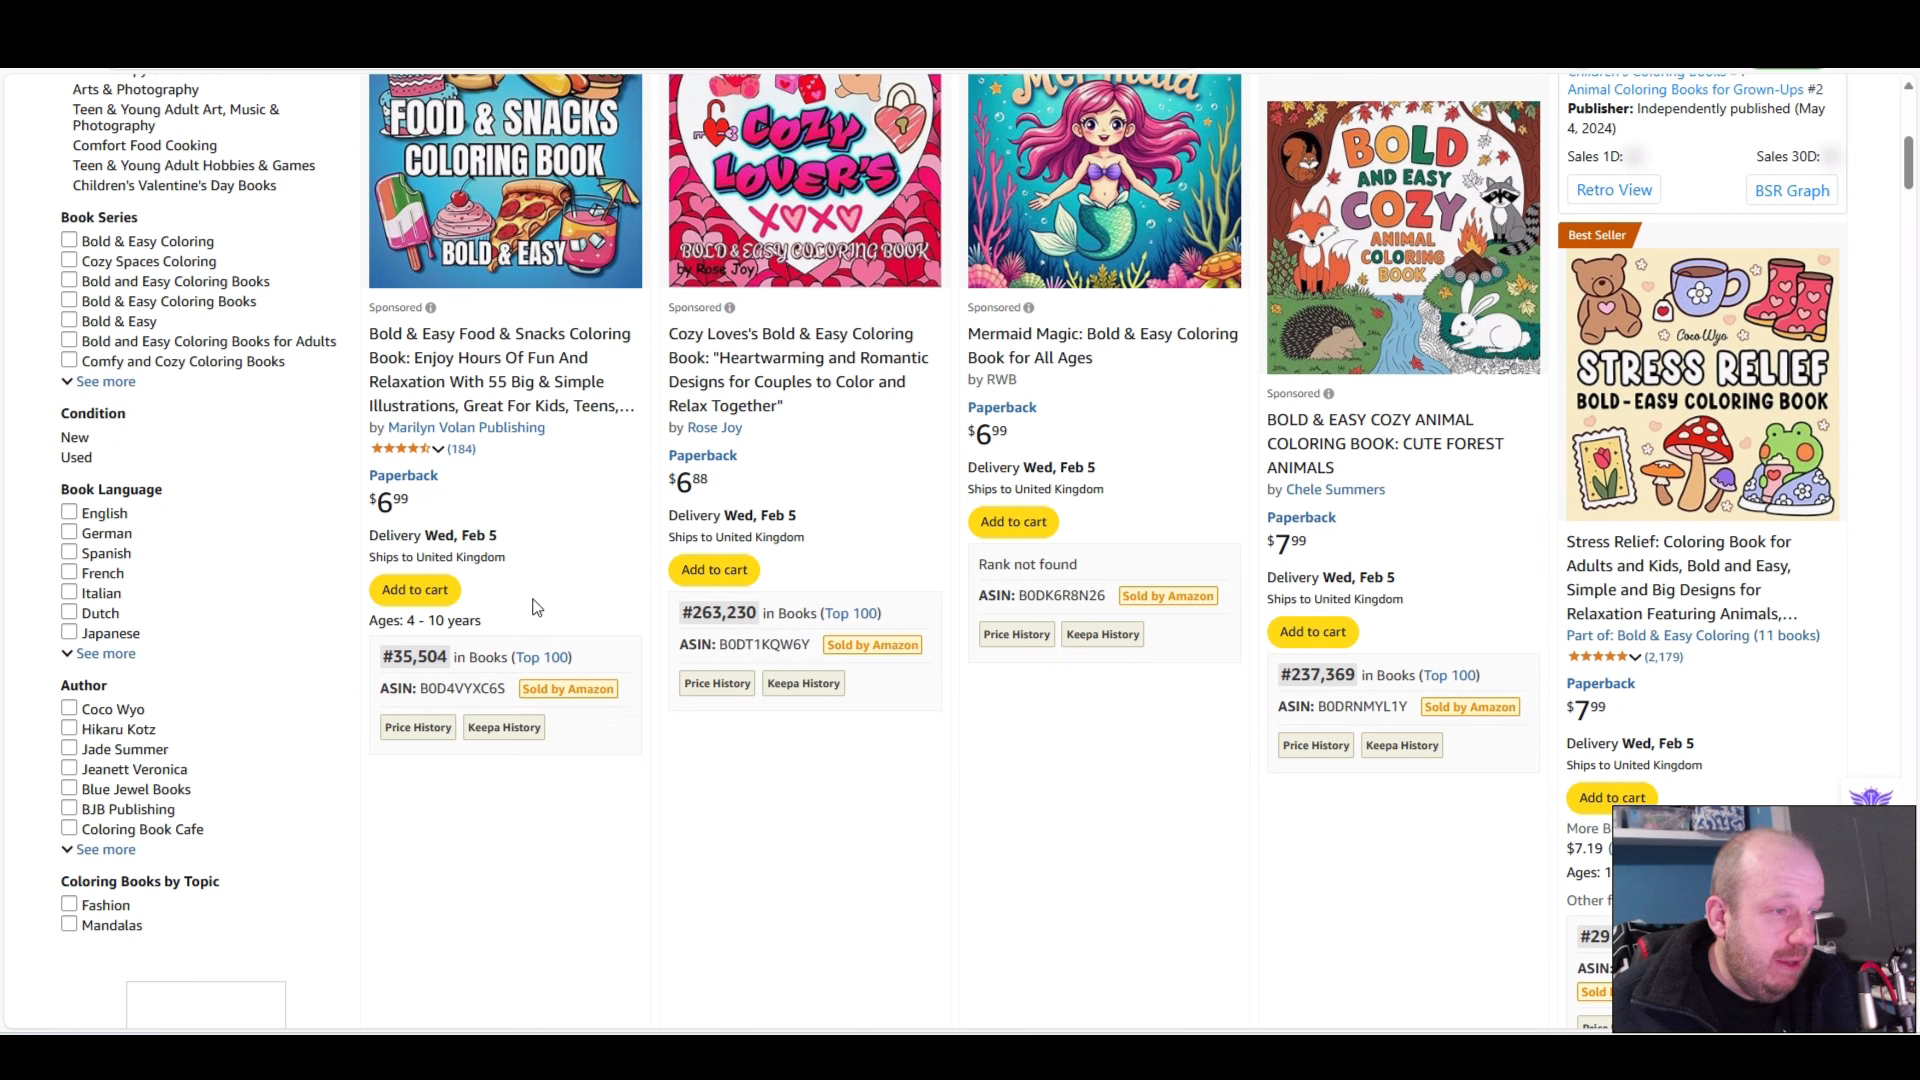 Arts & Photography
Teen & Young Adult Art, Music &
Photography
Comfort Food Cooking
Teen & Young Adult Hobbies & Games
Children's Valentine's Day Books
Book Series
Bold & Easy Coloring
Cozy Spaces Coloring
Bold and Easy Coloring Books
Bold & Easy Coloring Books
Bold & Easy
Bold and Easy Coloring Books for Adults
Comfy and Cozy Coloring Books
See more
Condition
New
Used
Book Language
English
German
Spanish
French
Italian
Dutch
Japanese
See more
Author
Coco Wyo
Hikaru Kotz
Jade Summer
Jeanett Veronica
Blue Jewel Books
BJB Publishing
Coloring Book Cafe
See more
Coloring Books by Topic
Fashion
Mandalas
FOOD & SNACKS
COLORING BOOK
BOLD & EASY
Sponsored
Bold & Easy Food & Snacks Coloring
Book: Enjoy Hours Of Fun And
Relaxation With 55 Big & Simple
Illustrations, Great For Kids, Teens,...
by Marilyn Volan Publishing
(184)
Paperback
$6 99
Delivery Wed, Feb 5
Ships to United Kingdom
Add to cart
Ages: 4 - 10 years
#35,504 in Books (Top 100)
ASIN: B0D4VYXC6S Sold by Amazon
Price History Keepa History
Cozy
LOVER'S
XOXO
BOLD & EASY COLORING BOOK
by Rose Joy
Sponsored
Cozy Loves's Bold & Easy Coloring
Book: "Heartwarming and Romantic
Designs for Couples to Color and
Relax Together"
by Rose Joy
Paperback
$6 88
Delivery Wed, Feb 5
Ships to United Kingdom
Add to cart
#263,230 in Books (Top 100)
ASIN: B0DT1KQW6Y Sold by Amazon
Price History Keepa History
Mermaid
Sponsored
Mermaid Magic: Bold & Easy Coloring
Book for All Ages
by RWB
Paperback
$6 99
Delivery Wed, Feb 5
Ships to United Kingdom
Add to cart
Rank not found
ASIN: B0DK6R8N26 Sold by Amazon
Price History Keepa History
BOLD
AND EASY
COZY
ANIMAL
COLORING
BOOK
Sponsored
BOLD & EASY COZY ANIMAL
COLORING BOOK: CUTE FOREST
ANIMALS
by Chele Summers
Paperback
$7 99
Delivery Wed, Feb 5
Ships to United Kingdom
Add to cart
#237,369 in Books (Top 100)
ASIN: B0DRNMYL1Y Sold by Amazon
Price History Keepa History
Children's Coloring Books
Animal Coloring Books for Grown-Ups #2
Publisher: Independently published (May
4, 2024)
Sales 1D: Sales 30D:
Retro View BSR Graph
Best Seller
Coco Wyo
STRESS RELIEF
BOLD - EASY COLORING BOOK
Stress Relief: Coloring Book for
Adults and Kids, Bold and Easy,
Simple and Big Designs for
Relaxation Featuring Animals,...
Part of: Bold & Easy Coloring (11 books)
(2,179)
Paperback
$7 99
Delivery Wed, Feb 5
Ships to United Kingdom
Add to cart
More B
$7.19 (
Ages: 1
Other f
#29
ASIN:
Sold